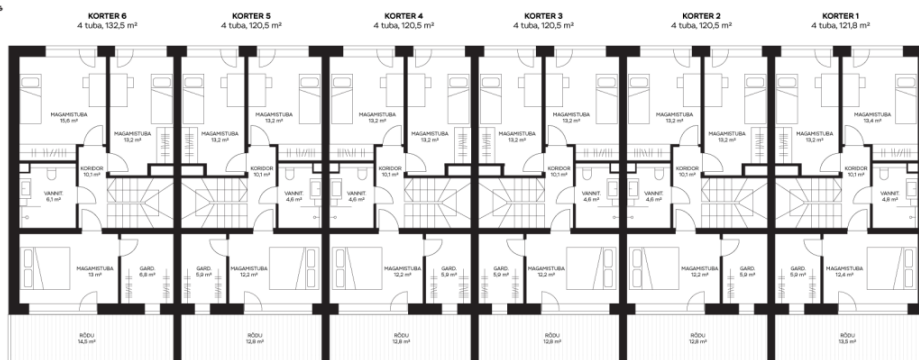 KORTER 6
4 tuba, 132,5 m²
KORTER 5
4 tuba, 120,5 m²
KORTER 4
4 tuba, 120,5 m²
KORTER 3
4 tuba, 120,5 m²
KORTER 2
4 tuba, 120,5 m²
KORTER 1
4 tuba, 121,8 m²
MAGAMISTUBA
15,6 m²
MAGAMISTUBA
13,2 m²
KORIDOR
10,1 m²
VANNIT.
6,1 m²
MAGAMISTUBA
13 m²
GARD.
6,8 m²
RÕDU
14,5 m²
MAGAMISTUBA
13,2 m²
MAGAMISTUBA
13,2 m²
KORIDOR
10,1 m²
VANNIT.
4,6 m²
GARD.
5,9 m²
MAGAMISTUBA
12,2 m²
RÕDU
12,8 m²
MAGAMISTUBA
13,2 m²
MAGAMISTUBA
13,2 m²
KORIDOR
10,1 m²
VANNIT.
4,6 m²
MAGAMISTUBA
12,2 m²
GARD.
5,9 m²
RÕDU
12,8 m²
MAGAMISTUBA
13,2 m²
MAGAMISTUBA
13,2 m²
KORIDOR
10,1 m²
VANNIT.
4,6 m²
GARD.
5,9 m²
MAGAMISTUBA
12,2 m²
RÕDU
12,8 m²
MAGAMISTUBA
13,2 m²
MAGAMISTUBA
13,2 m²
KORIDOR
10,1 m²
VANNIT.
4,6 m²
MAGAMISTUBA
12,2 m²
GARD.
5,9 m²
RÕDU
12,8 m²
MAGAMISTUBA
13,2 m²
MAGAMISTUBA
13,4 m²
KORIDOR
10,1 m²
VANNIT.
4,8 m²
GARD.
5,9 m²
MAGAMISTUBA
12,4 m²
RÕDU
13,5 m²